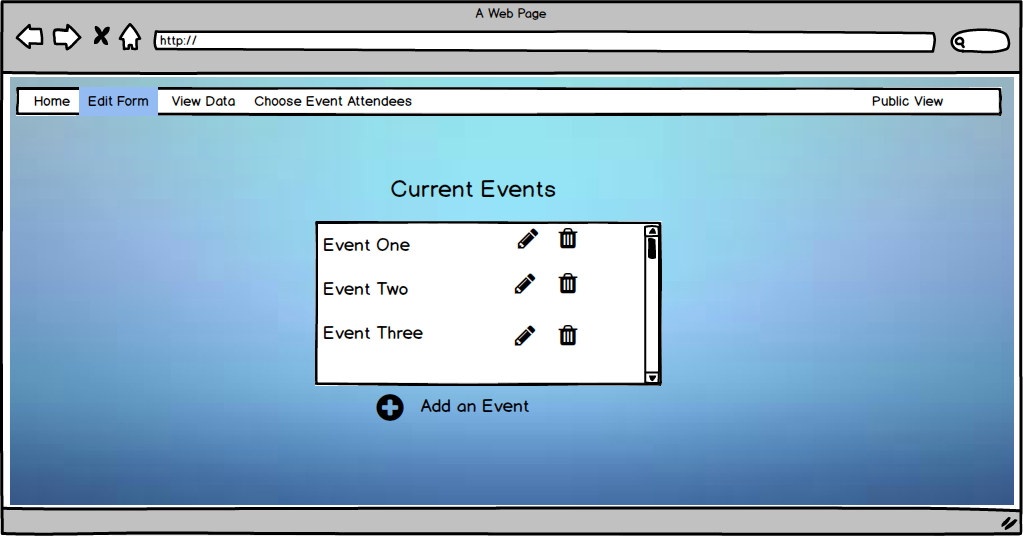 A Web Page
http://
Home Edit Form View Data Choose Event Attendees Public View
Current Events
Event One
Event Two
Event Three
Add an Event